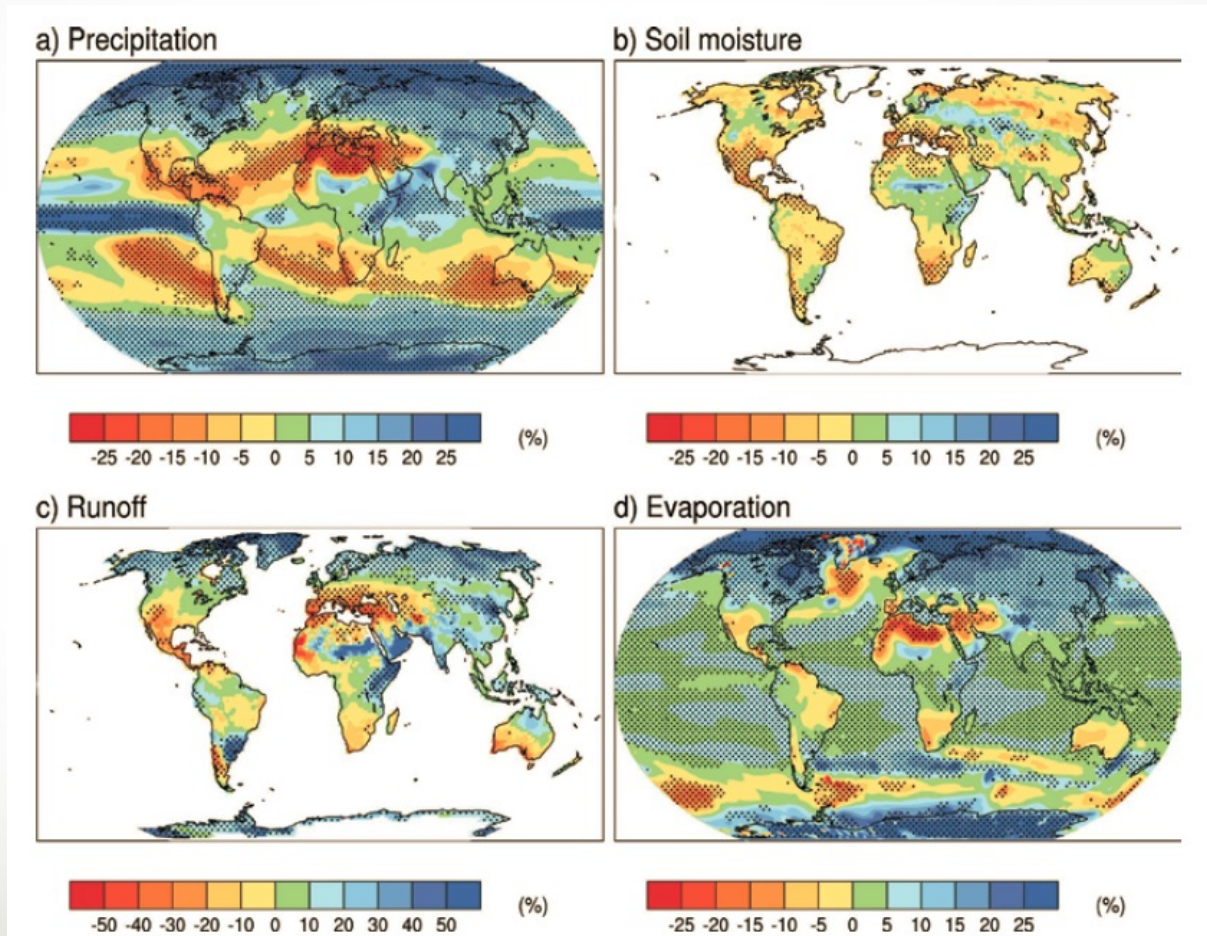 a) Precipitation
b) Soil moisture
-25 -20 -15 -10 -5 0 5 10 15 20 25 (%)
-25 -20 -15 -10 -5 0 5 10 15 20 25 (%)
c) Runoff
d) Evaporation
-50 -40 -30 -20 -10 0 10 20 30 40 50 (%)
-25 -20 -15 -10 -5 0 5 10 15 20 25 (%)